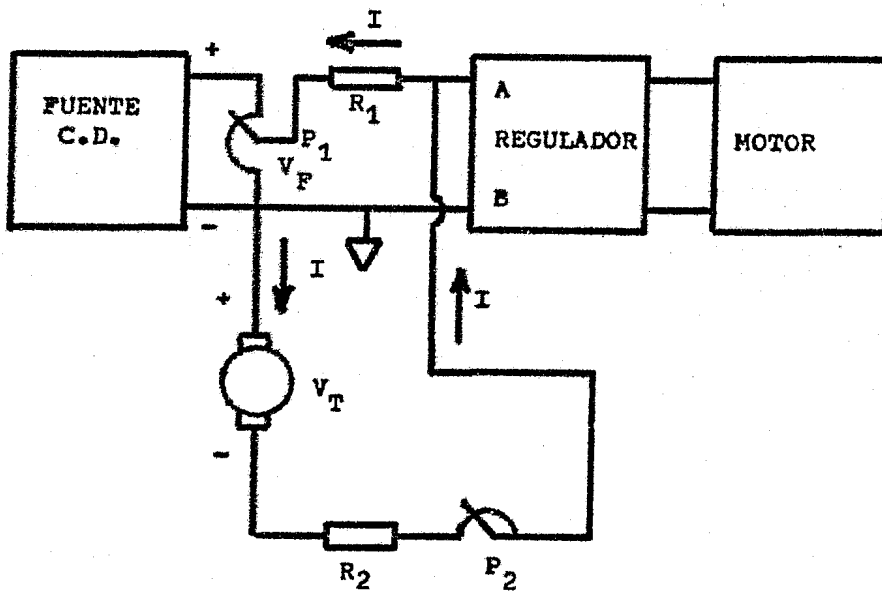 I
+
FUENTE
C.D.
R1
P1
VF
A
REGULADOR
B
MOTOR
-
I
+
I
VT
-
R2
P2